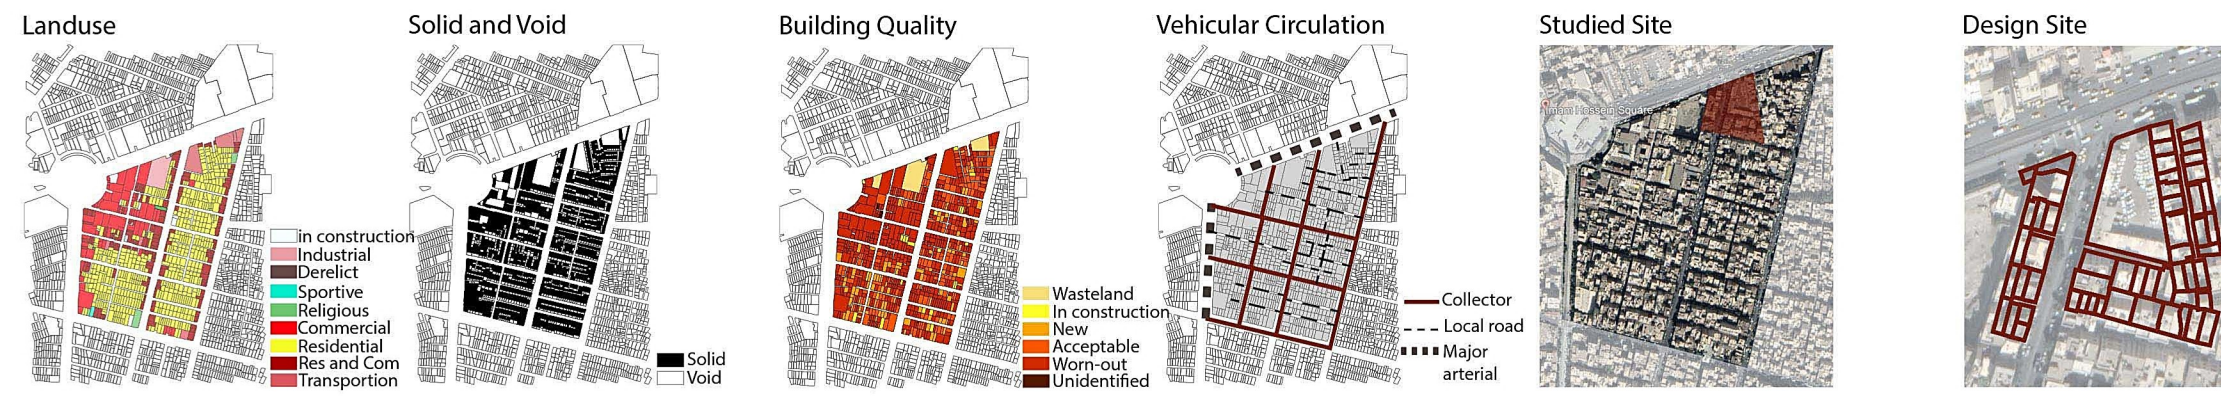 Landuse
in construction
Industrial
Derelict
Sportive
Religious
Commercial
Residential
Res and Com
Transportion
Solid and Void
Solid
Void
Building Quality
Wasteland
In construction
New
Acceptable
Worn-out
Unidentified
Vehicular Circulation
Collector
Local road
Major
arterial
Studied Site
Imam Hossein Square
Design Site